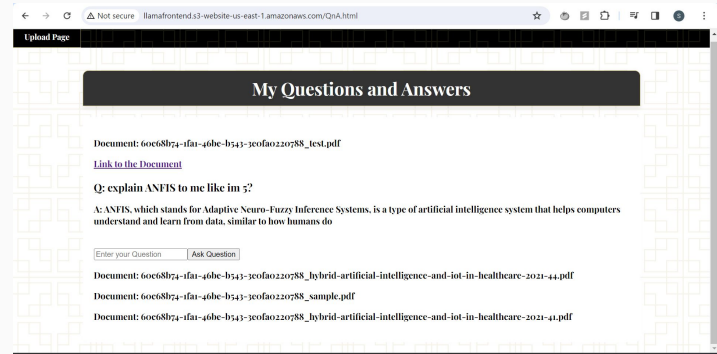 Not secure
llamafrontend.s3-website-us-east-1.amazonaws.com/QnA.html
S
Upload Page
My Questions and Answers
Document: 60c68b74-1fa1-46be-b543-3e0fa0220788_test.pdf
Link to the Document
Q: explain ANFIS to me like im 5?
A: ANFIS, which stands for Adaptive Neuro-Fuzzy Inference Systems, is a type of artificial intelligence system that helps computers
understand and learn from data, similar to how humans do
Enter your Question Ask Question
Document: 60c68b74-1fa1-46be-b543-3e0fa0220788_hybrid-artificial-intelligence-and-iot-in-healthcare-2021-44.pdf
Document: 60c68b74-1fa1-46be-b543-3e0fa0220788_sample.pdf
Document: 60c68b74-1fa1-46be-b543-3e0fa0220788_hybrid-artificial-intelligence-and-iot-in-healthcare-2021-41.pdf